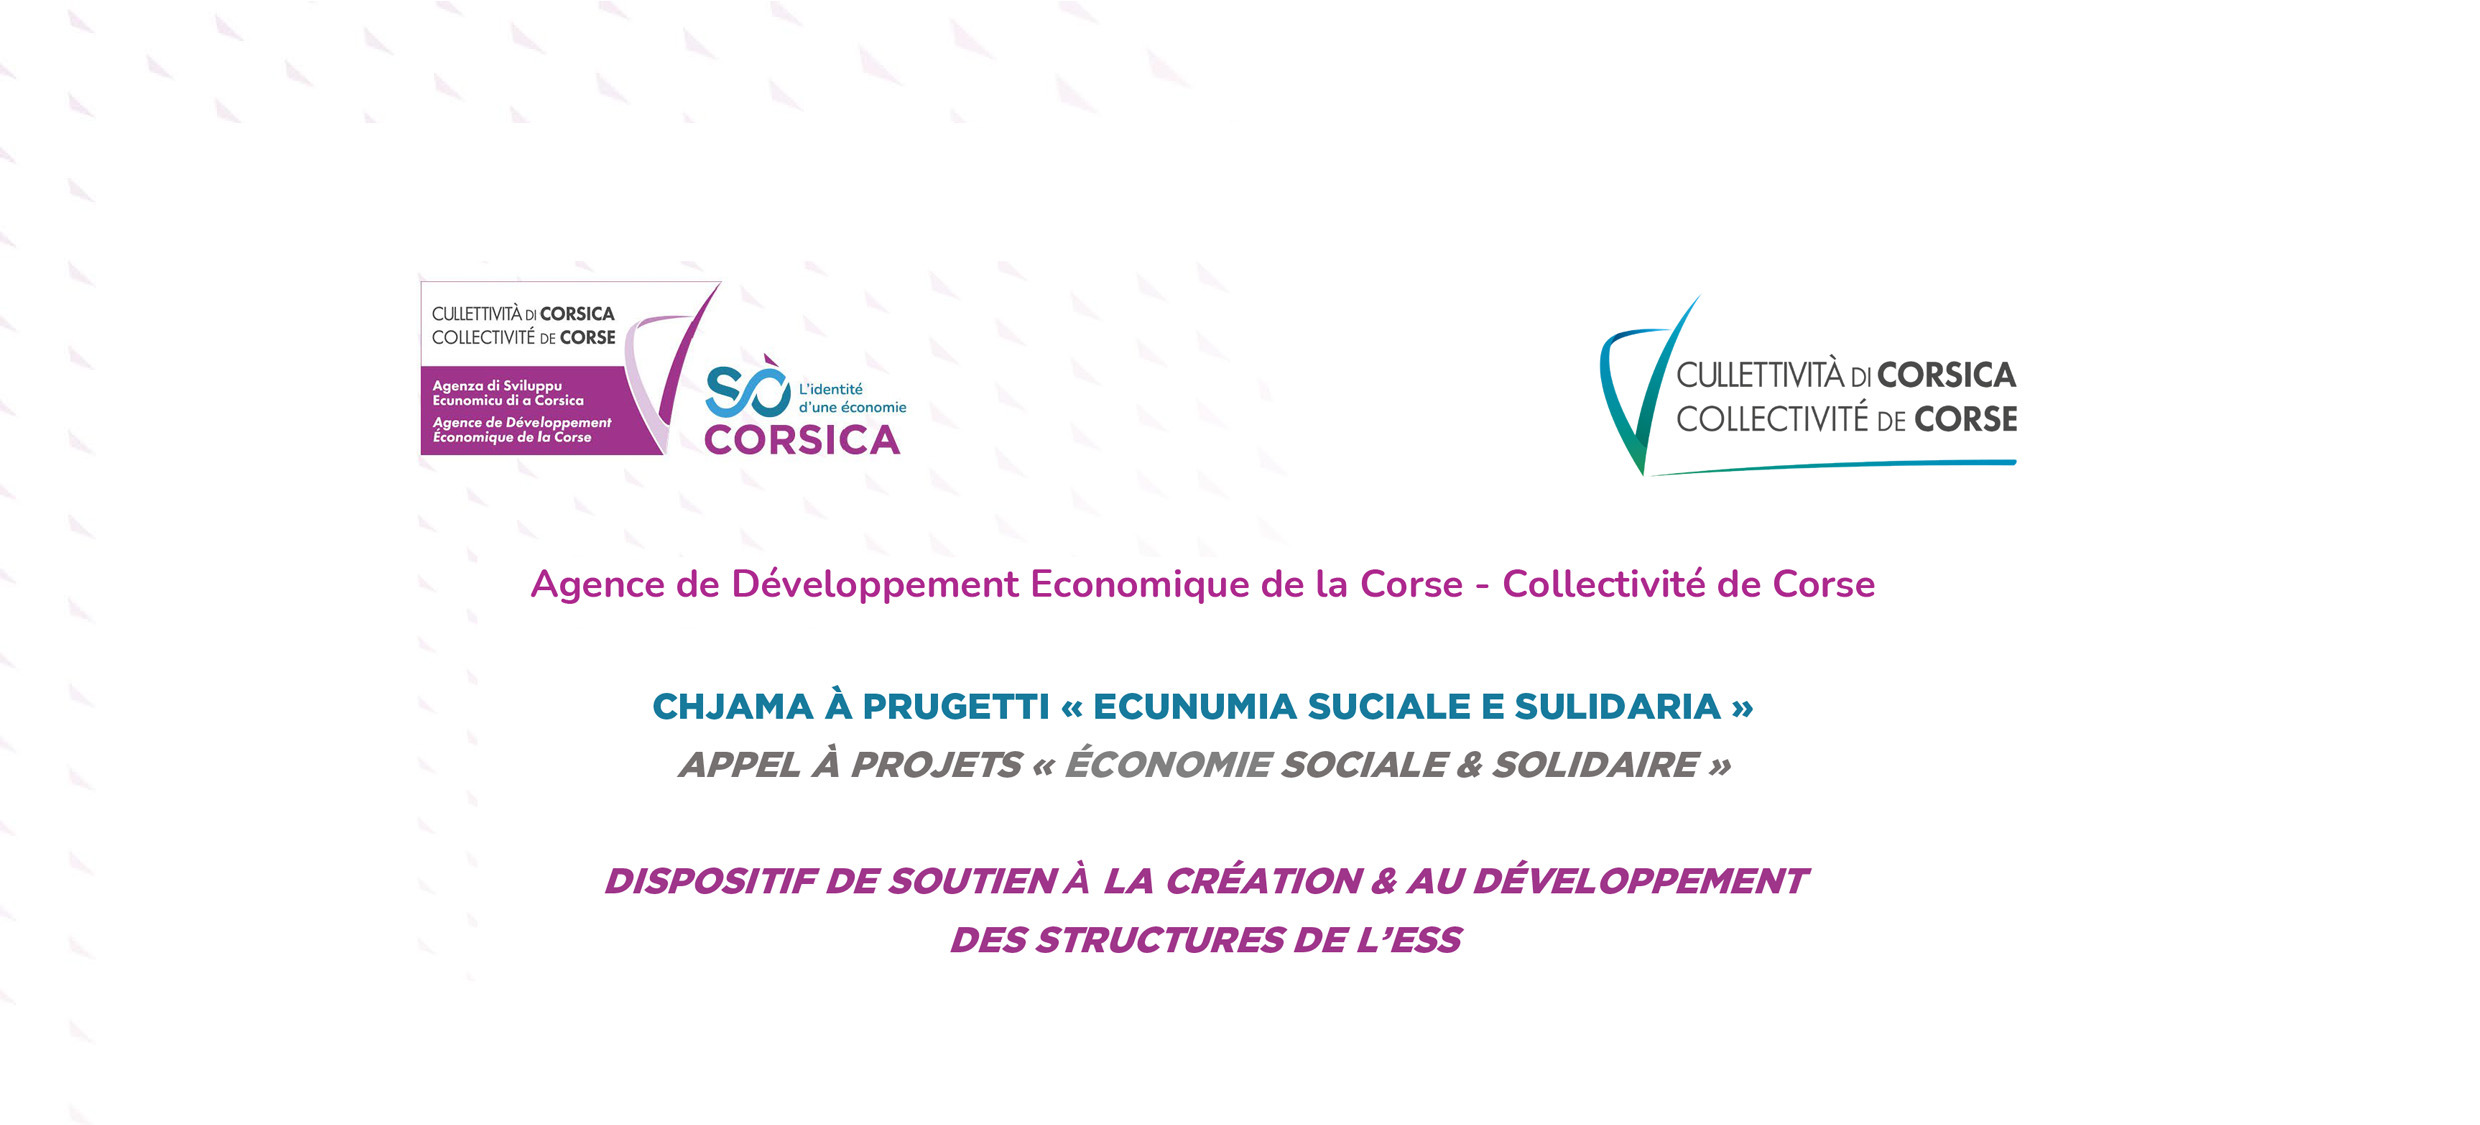 CULLETTIVITÀ DI CORSICA
COLLECTIVITÉ DE CORSE
Agenza di Sviluppu
Ecunumicu di a Corsica
Agence de Développement
Économique de la Corse
SÒ
L'identité
d'une économie
CORSICA
CULLETTIVITÀ DI CORSICA
COLLECTIVITÉ DE CORSE
Agence de Développement Economique de la Corse - Collectivité de Corse
CHJAMA À PRUGETTI « ECUNUMIA SUCIALE E SULIDARIA »
APPEL À PROJETS « ÉCONOMIE SOCIALE & SOLIDAIRE »
DISPOSITIF DE SOUTIEN À LA CRÉATION & AU DÉVELOPPEMENT
DES STRUCTURES DE L’ESS